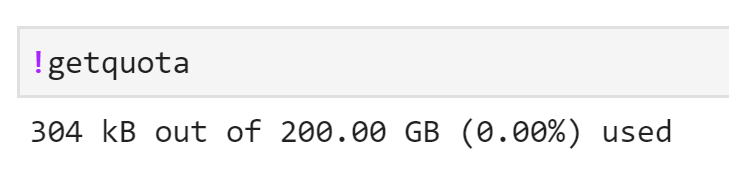 !getquota
304 kB out of 200.00 GB (0.00%) used